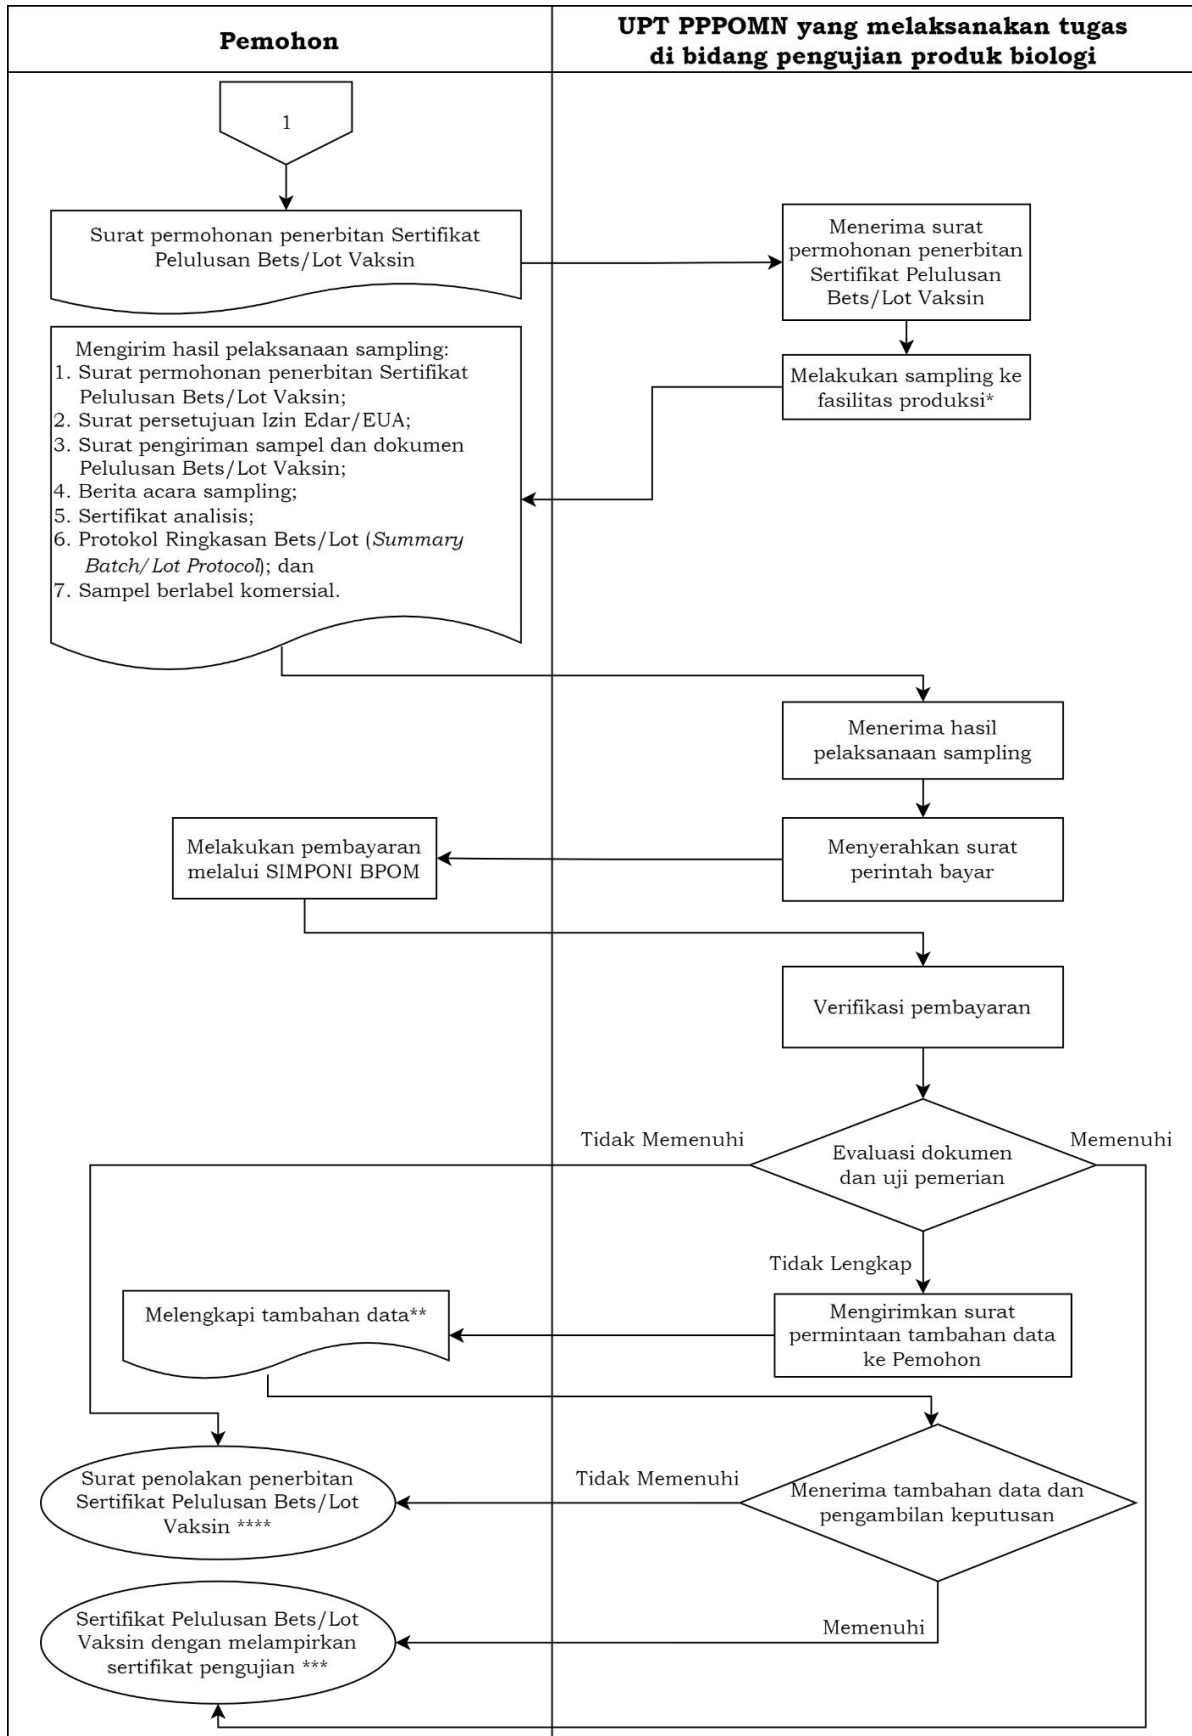 Pemohon
UPT PPPOMN yang melaksanakan tugas
di bidang pengujian produk biologi
1
Surat permohonan penerbitan Sertifikat
Pelulusan Bets/Lot Vaksin
Menerima surat
permohonan penerbitan
Sertifikat Pelulusan
Bets/Lot Vaksin
Melakukan sampling ke
fasilitas produksi*
Mengirim hasil pelaksanaan sampling:
1. Surat permohonan penerbitan Sertifikat
Pelulusan Bets/Lot Vaksin;
2. Surat persetujuan Izin Edar/EUA;
3. Surat pengiriman sampel dan dokumen
Pelulusan Bets/Lot Vaksin;
4. Berita acara sampling;
5. Sertifikat analisis;
6. Protokol Ringkasan Bets/Lot (Summary
Batch/Lot Protocol); dan
7. Sampel berlabel komersial.
Menerima hasil
pelaksanaan sampling
Menyerahkan surat
perintah bayar
Melakukan pembayaran
melalui SIMPONI BPOM
Verifikasi pembayaran
Evaluasi dokumen
dan uji pemerian
Tidak Memenuhi
Memenuhi
Tidak Lengkap
Mengirimkan surat
permintaan tambahan data
ke Pemohon
Melengkapi tambahan data**
Menerima tambahan data dan
pengambilan keputusan
Tidak Memenuhi
Surat penolakan penerbitan
Sertifikat Pelulusan Bets/Lot
Vaksin ****
Memenuhi
Sertifikat Pelulusan Bets/Lot
Vaksin dengan melampirkan
sertifikat pengujian ***